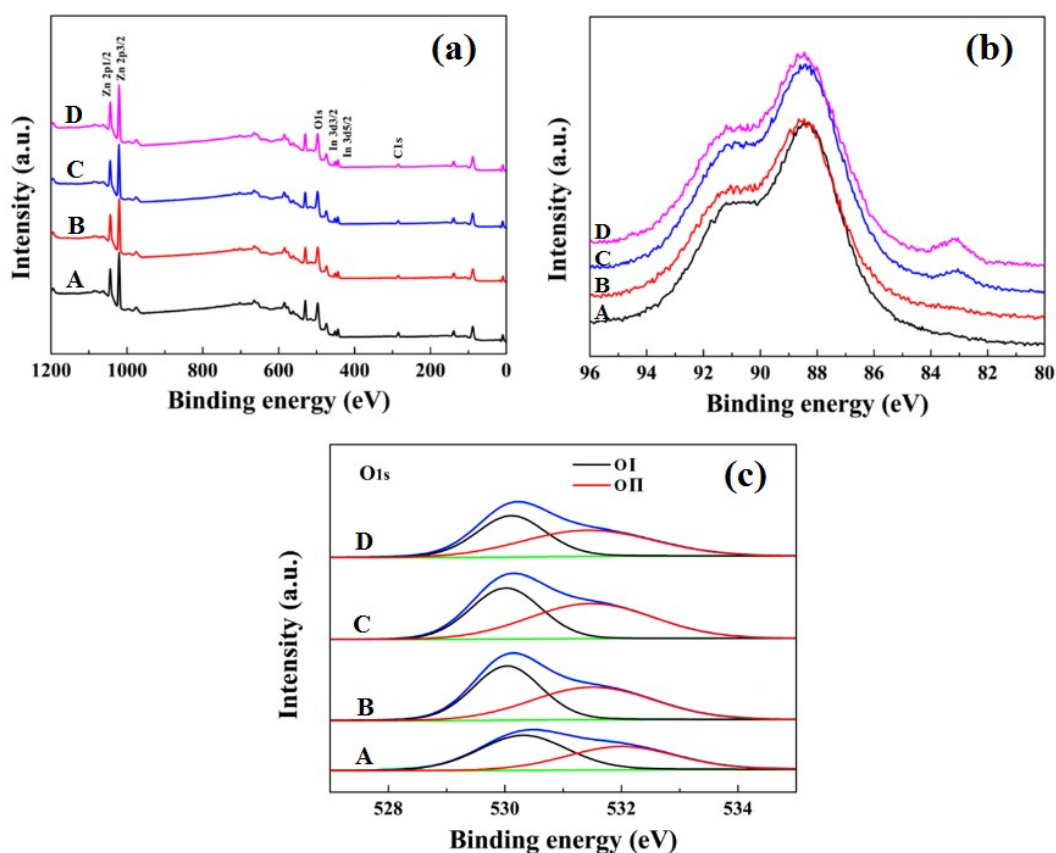 (a)
Zn 2p1/2
Zn 2p3/2
D
C
B
A
O1s
In 3d3/2
In 3d5/2
C1s
Intensity (a.u.)
1200 1000 800 600 400 200 0
Binding energy (eV)
(b)
D
C
B
A
Intensity (a.u.)
96 94 92 90 88 86 84 82 80
Binding energy (eV)
O1s
OI
OII
(c)
D
C
B
A
Intensity (a.u.)
528 530 532 534
Binding energy (eV)